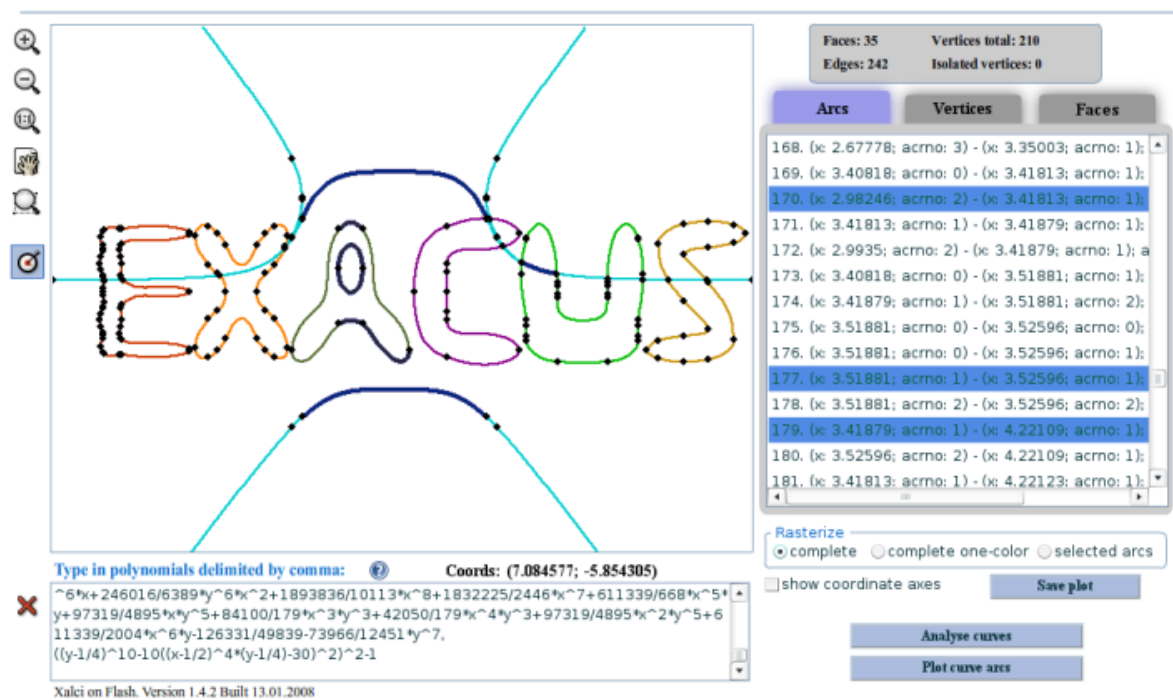 Faces: 35 Vertices total: 210
Edges: 242 Isolated vertices: 0
Arcs Vertices Faces
168. (x: 2.67778; acrno: 3) - (x: 3.35003; acrno: 1);
169. (x: 3.40818; acrno: 0) - (x: 3.41813; acrno: 1);
170. (x: 2.98246; acrno: 2) - (x: 3.41813; acrno: 1);
171. (x: 3.41813; acrno: 1) - (x: 3.41879; acrno: 1);
172. (x: 2.9935; acrno: 2) - (x: 3.41879; acrno: 1); a
173. (x: 3.40818; acrno: 0) - (x: 3.51881; acrno: 1);
174. (x: 3.41879; acrno: 1) - (x: 3.51881; acrno: 2);
175. (x: 3.51881; acrno: 0) - (x: 3.52596; acrno: 0);
176. (x: 3.51881; acrno: 0) - (x: 3.52596; acrno: 1);
177. (x: 3.51881; acrno: 1) - (x: 3.52596; acrno: 1);
178. (x: 3.51881; acrno: 2) - (x: 3.52596; acrno: 2);
179. (x: 3.41879; acrno: 1) - (x: 4.22109; acrno: 1);
180. (x: 3.52596; acrno: 2) - (x: 4.22109; acrno: 1);
181. (x: 3.41813; acrno: 1) - (x: 4.22123; acrno: 1);
EXACUS
Rasterize
complete complete one-color selected arcs
show coordinate axes Save plot
Analyse curves
Plot curve arcs
Type in polynomials delimited by comma: Coords: (7.084577; -5.854305)
^6*x+246016/6389*y^6*x^2+1893836/10113*x^8+1832225/2446*x^7+611339/668*x^5*
y+97319/4895*x*y^5+84100/179*x^3*y^3+42050/179*x^4*y^3+97319/4895*x^2*y^5+6
11339/2004*x^6*y-126331/49839-73966/12451*y^7,
((y-1/4)^10-10((x-1/2)^4*(y-1/4)-30)^2)^2-1
Xalci on Flash. Version 1.4.2 Built 13.01.2008